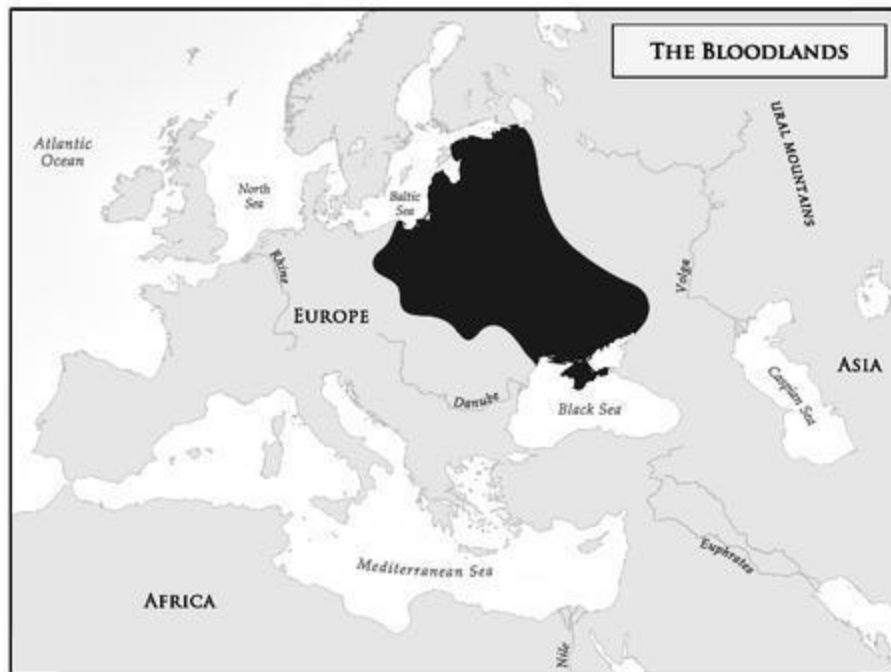 THE BLOODLANDS
URAL MOUNTAINS
Atlantic
Ocean
North
Sea
Baltic
Sea
Rhine
Volga
EUROPE
ASIA
Caspian Sea
Danube
Black Sea
Euphrates
Mediterranean Sea
AFRICA
Nile